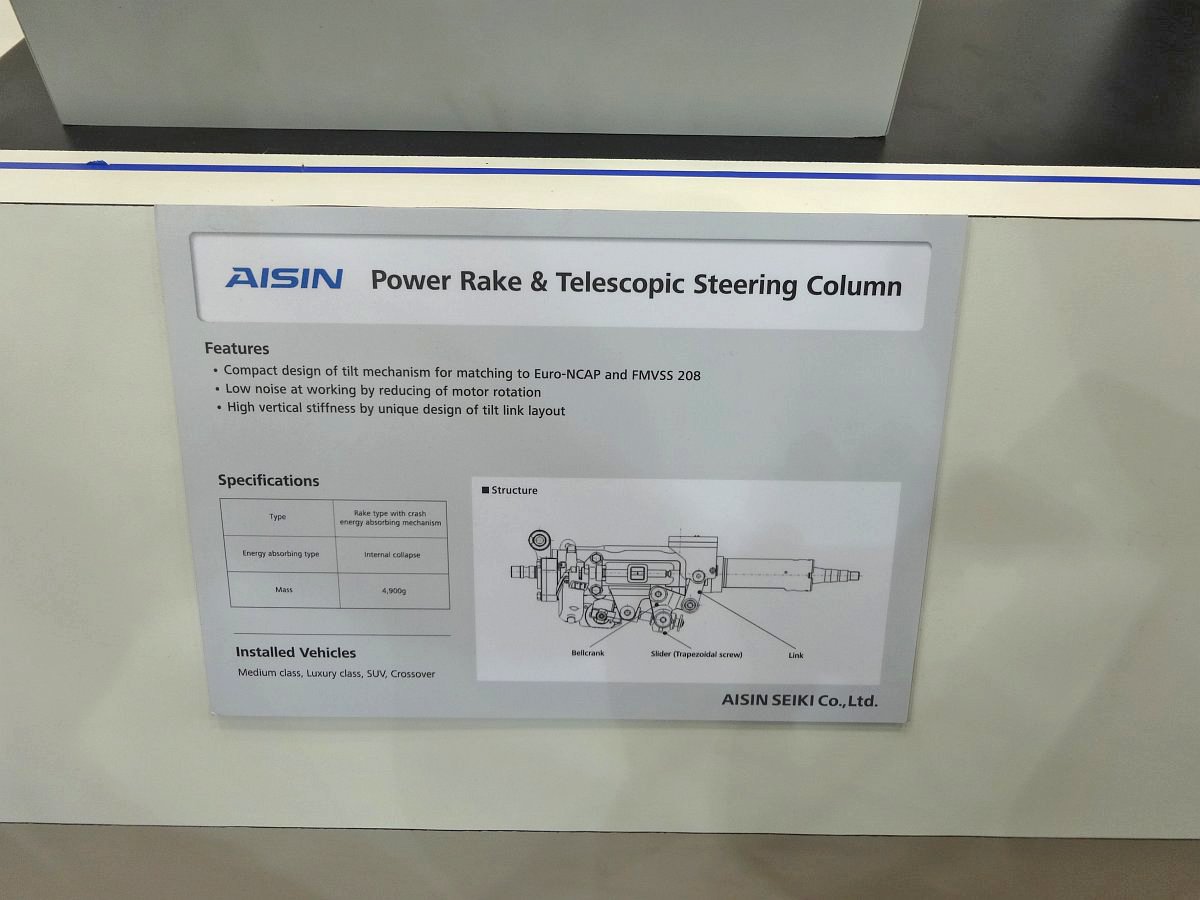 AISIN Power Rake & Telescopic Steering Column
Features
• Compact design of tilt mechanism for matching to Euro-NCAP and FMVSS 208
• Low noise at working by reducing of motor rotation
• High vertical stiffness by unique design of tilt link layout
Specifications
Type
Rake type with crash
energy absorbing mechanism
Energy absorbing type
Internal collapse
Mass
4,900g
Installed Vehicles
Medium class, Luxury class, SUV, Crossover
■ Structure
Bellcrank
Slider (Trapezoidal screw)
Link
AISIN SEIKI Co.,Ltd.